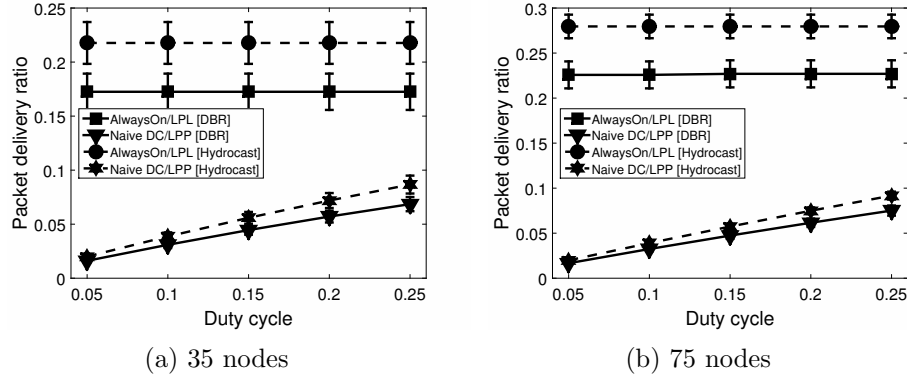 0.25
0.2
0.15
0.1
0.05
0
Packet delivery ratio
AlwaysOn/LPL [DBR]
Naive DC/LPP [DBR]
AlwaysOn/LPL [Hydrocast]
Naive DC/LPP [Hydrocast]
0.05 0.1 0.15 0.2 0.25
Duty cycle
(a) 35 nodes
0.3
0.25
0.2
0.15
0.1
0.05
0
Packet delivery ratio
AlwaysOn/LPL [DBR]
Naive DC/LPP [DBR]
AlwaysOn/LPL [Hydrocast]
Naive DC/LPP [Hydrocast]
0.05 0.1 0.15 0.2 0.25
Duty cycle
(b) 75 nodes